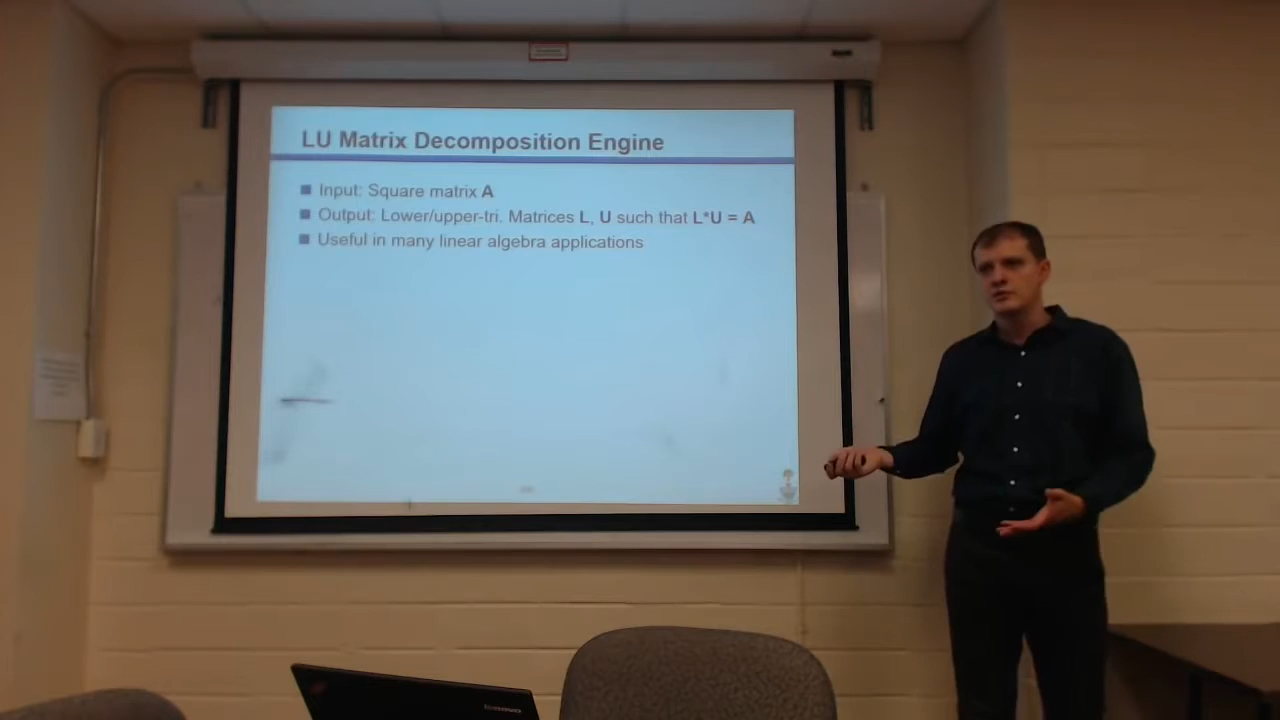 LU Matrix Decomposition Engine
Input: Square matrix A
Output: Lower/upper-tri. Matrices L, U such that L*U = A
Useful in many linear algebra applications
lenovo